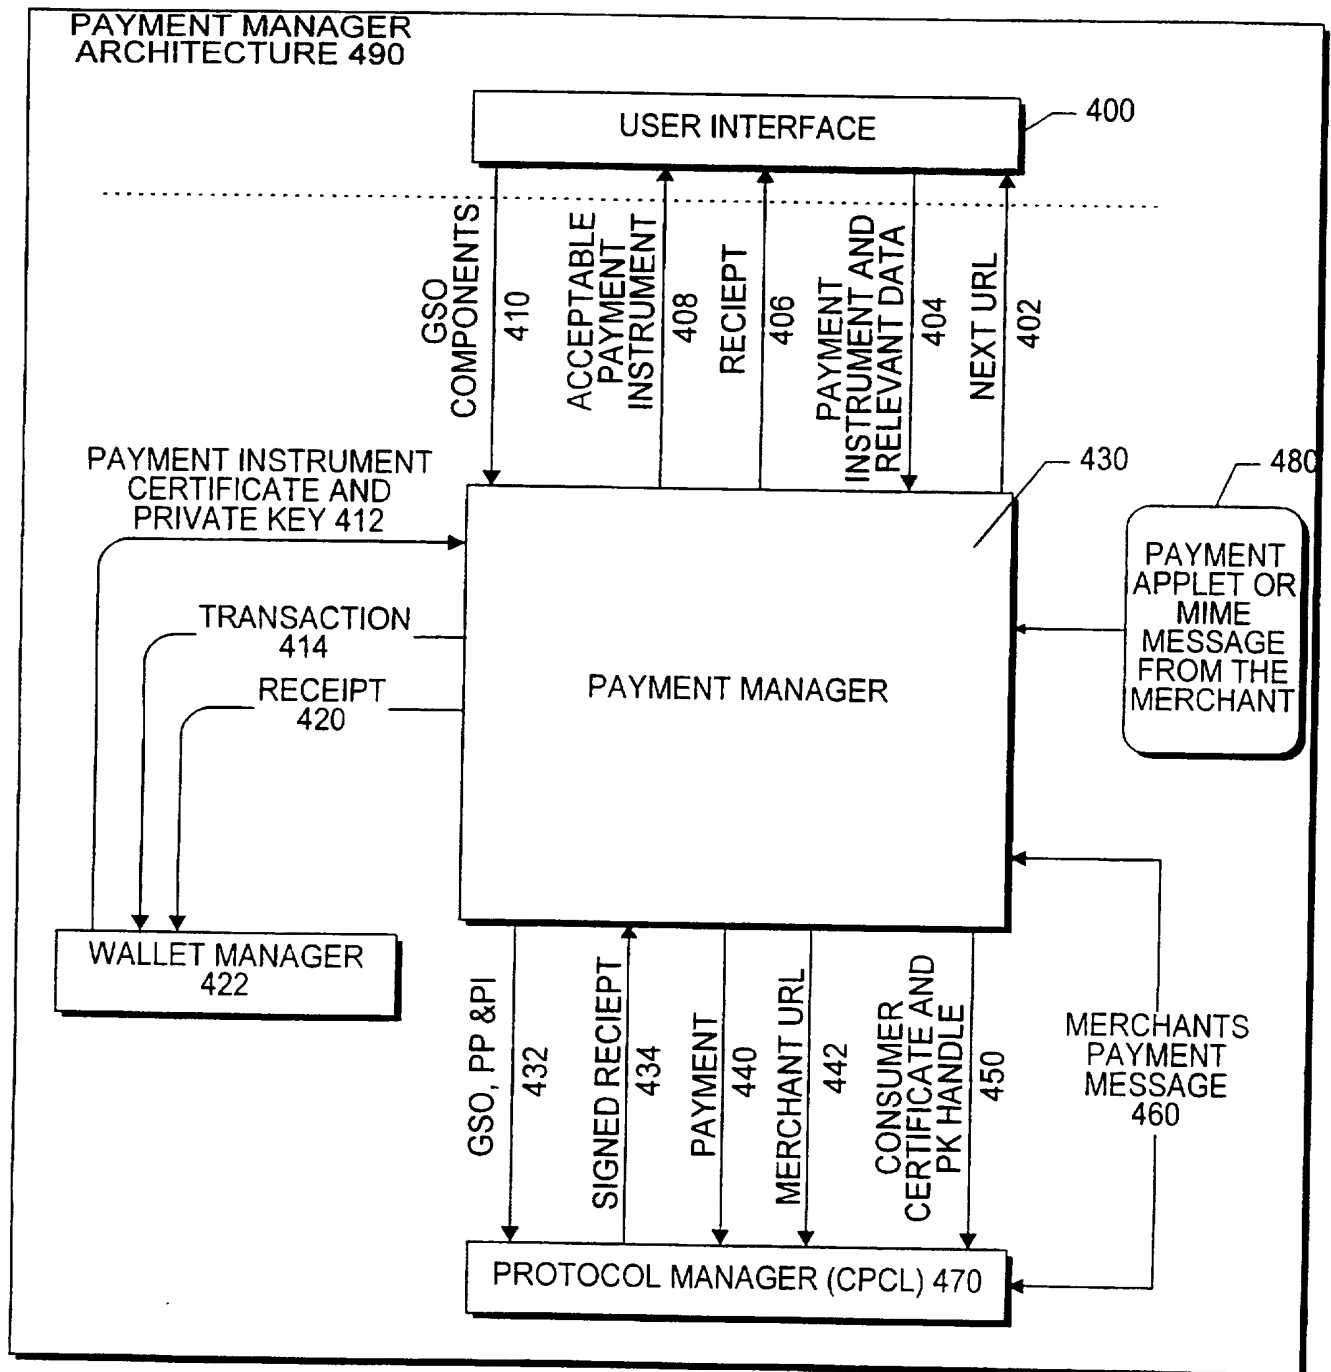 PAYMENT MANAGER
ARCHITECTURE 490
USER INTERFACE
400
GSO
COMPONENTS
410
ACCEPTABLE
PAYMENT
INSTRUMENT
408
RECIEPT
406
PAYMENT
INSTRUMENT AND
RELEVANT DATA
404
NEXT URL
402
PAYMENT INSTRUMENT
CERTIFICATE AND
PRIVATE KEY 412
430
480
TRANSACTION
414
RECEIPT
420
PAYMENT MANAGER
PAYMENT
APPLET OR
MIME
MESSAGE
FROM THE
MERCHANT
WALLET MANAGER
422
GSO, PP &PI
432
SIGNED RECIEPT
434
PAYMENT
440
MERCHANT URL
442
CONSUMER
CERTIFICATE AND
PK HANDLE
450
MERCHANTS
PAYMENT
MESSAGE
460
PROTOCOL MANAGER (CPCL) 470